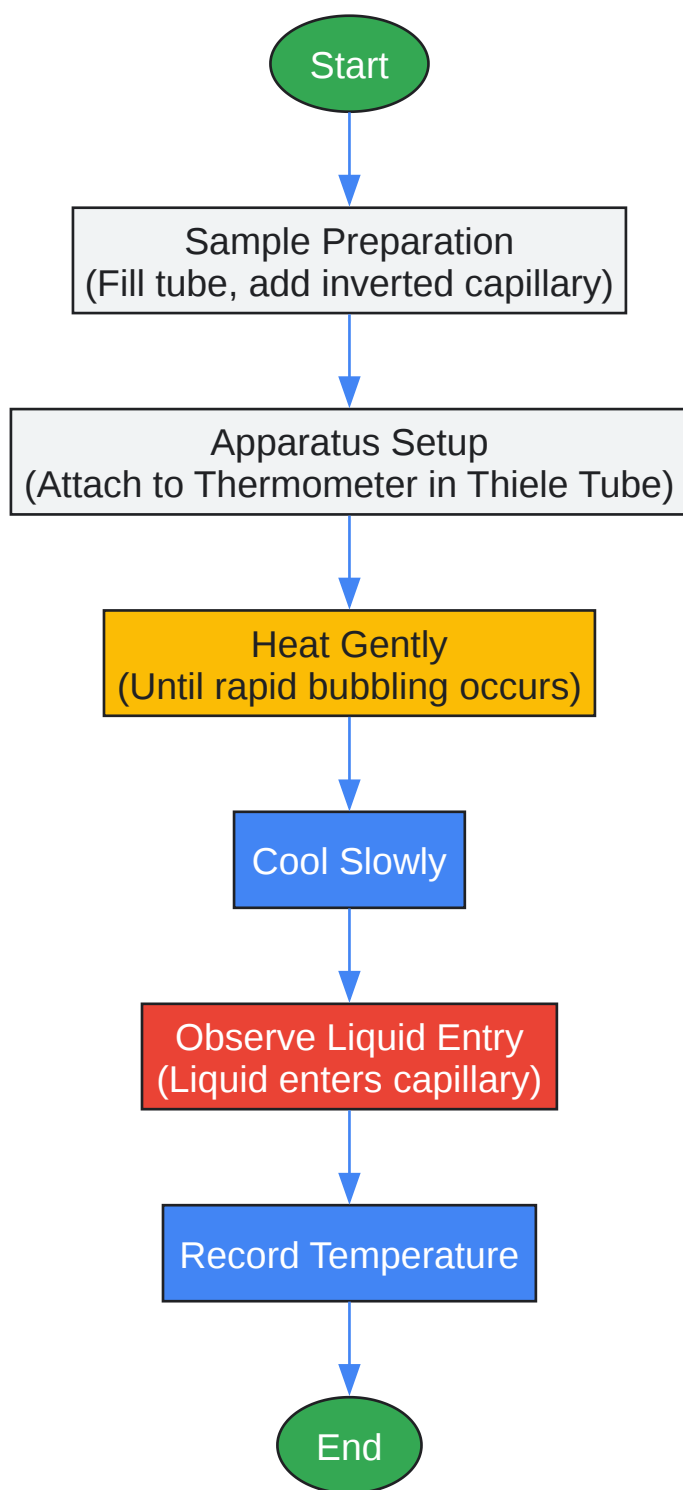 Start
Sample Preparation
(Fill tube, add inverted capillary)
Apparatus Setup
(Attach to Thermometer in Thiele Tube)
Heat Gently
(Until rapid bubbling occurs)
Cool Slowly
Observe Liquid Entry
(Liquid enters capillary)
Record Temperature
End